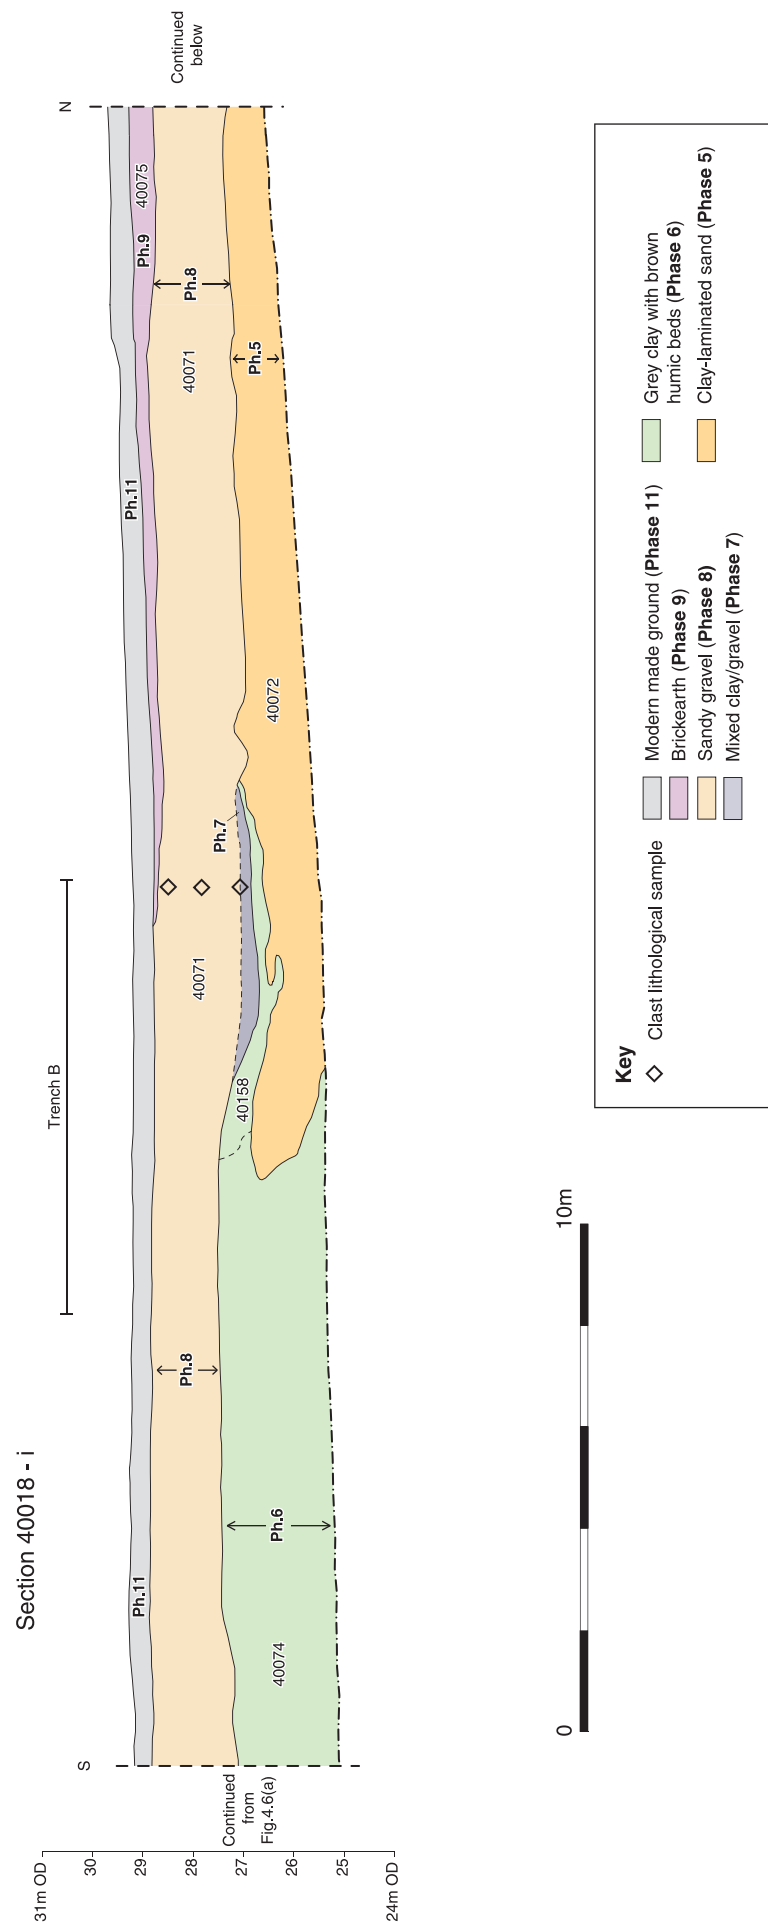 Section 40018 - i
31m OD
30
29
28
27
26
25
24m OD
S
N
Trench B
Continued
from
Fig.4.6(a)
Continued
below
Ph.11
Ph.11
Ph.9
40075
Ph.8
Ph.8
40071
40071
Ph.7
Ph.5
40158
40072
Ph.6
40074
0
10m
Key
Clast lithological sample
Modern made ground (Phase 11)
Brickearth (Phase 9)
Sandy gravel (Phase 8)
Mixed clay/gravel (Phase 7)
Grey clay with brown
humic beds (Phase 6)
Clay-laminated sand (Phase 5)